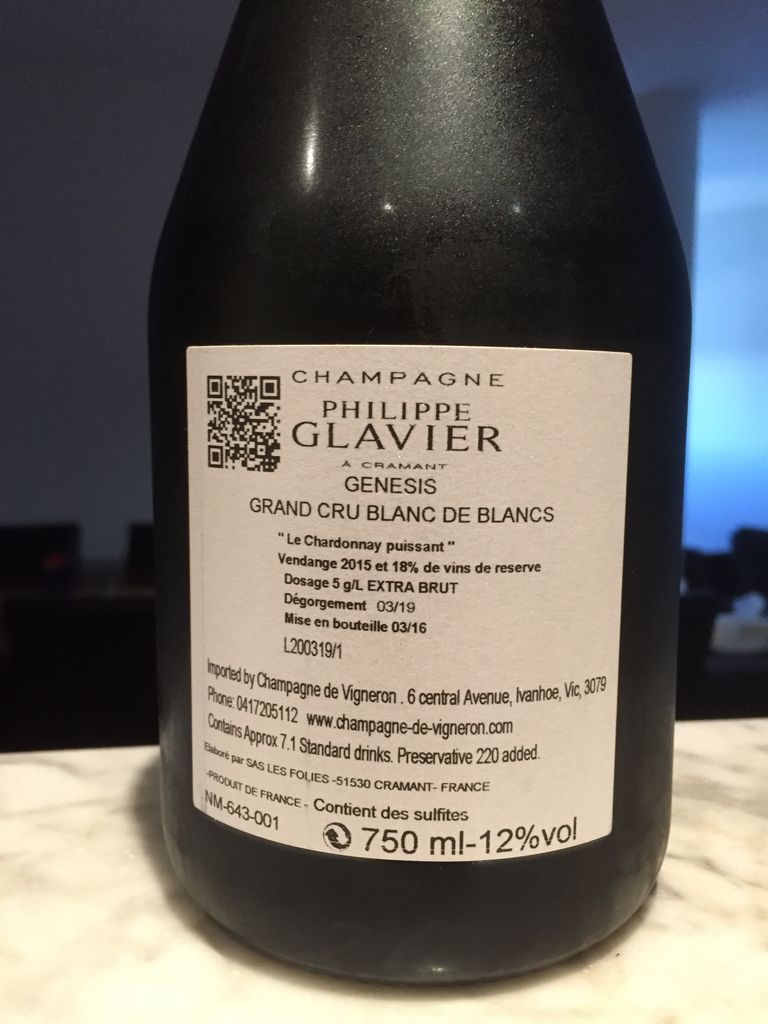 CHAMPAGNE
PHILIPPE
GLAVIER
A CRAMANT
GENESIS
GRAND CRU BLANC DE BLANCS
" Le Chardonnay puissant "
Vendange 2015 et 18% de vins de reserve
Dosage 5 g/L EXTRA BRUT
Dégorgement 03/19
Mise en bouteille 03/16
L200319/1
Imported by Champagne de Vigneron . 6 central Avenue, Ivanhoe, Vic, 3079
Phone: 0417205112 www.champagne-de-vigneron.com
Contains Approx 7.1 Standard drinks. Preservative 220 added.
Elaboré par SAS LES FOLIES -51530 CRAMANT- FRANCE
-PRODUIT DE FRANCE - Contient des sulfites
NM-643-001
750 ml-12%vol